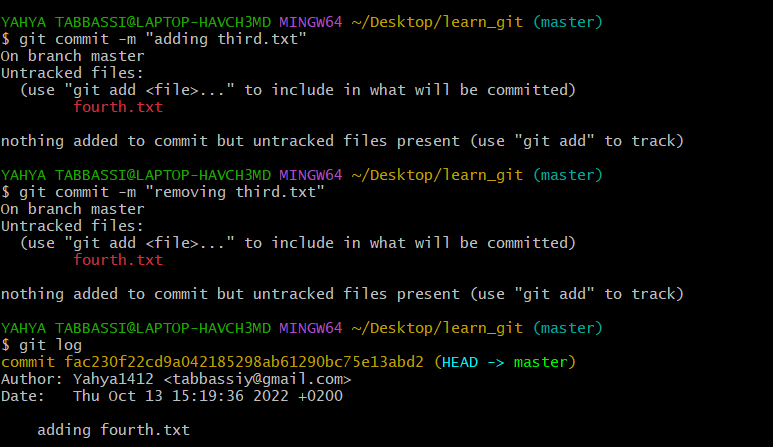 YAHYA TABBASSI@LAPTOP-HAVCH3MD MINGW64 ~/Desktop/learn_git (master)
$ git commit -m "adding third.txt"
On branch master
Untracked files:
  (use "git add <file>..." to include in what will be committed)
        fourth.txt

nothing added to commit but untracked files present (use "git add" to track)

YAHYA TABBASSI@LAPTOP-HAVCH3MD MINGW64 ~/Desktop/learn_git (master)
$ git commit -m "removing third.txt"
On branch master
Untracked files:
  (use "git add <file>..." to include in what will be committed)
        fourth.txt

nothing added to commit but untracked files present (use "git add" to track)

YAHYA TABBASSI@LAPTOP-HAVCH3MD MINGW64 ~/Desktop/learn_git (master)
$ git log
commit fac230f22cd9a042185298ab61290bc75e13abd2 (HEAD -> master)
Author: Yahya1412 <tabbassiy@gmail.com>
Date:   Thu Oct 13 15:19:36 2022 +0200

    adding fourth.txt